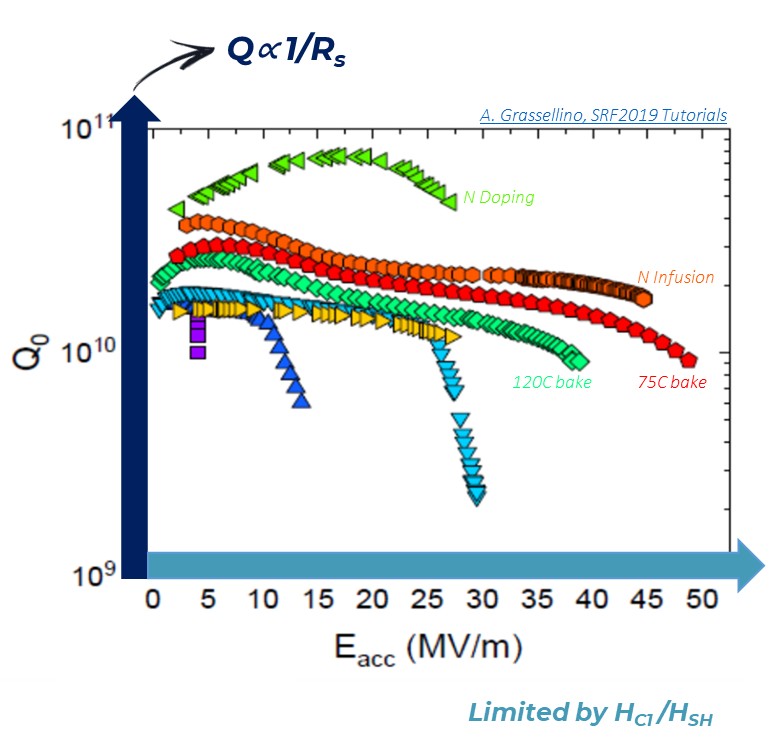 Q∝1/Rs
A. Grassellino, SRF2019 Tutorials
10¹¹
N Doping
N Infusion
Q₀
10¹⁰
120C bake
75C bake
10⁹
0 5 10 15 20 25 30 35 40 45 50
Eacc (MV/m)
Limited by HC1/HSH